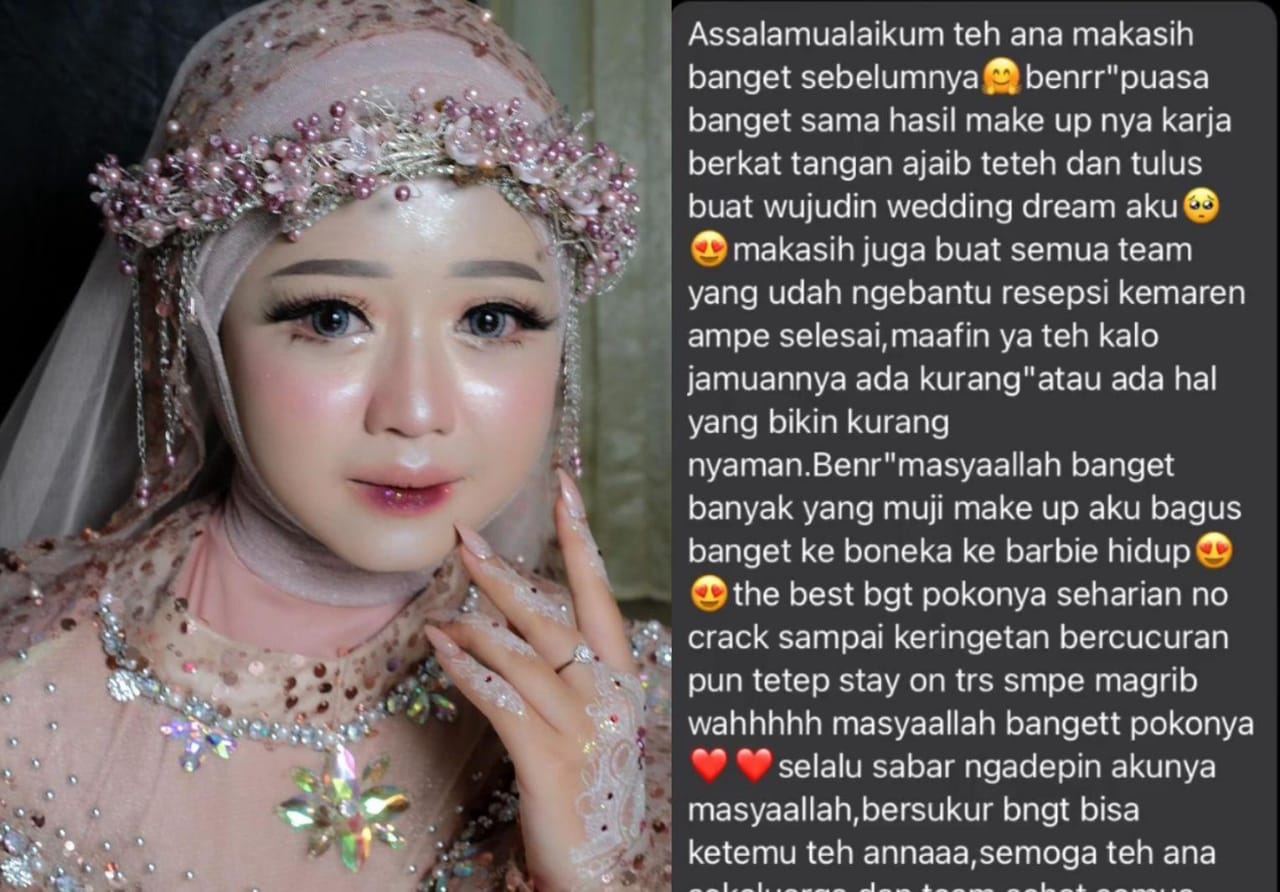 Assalamualaikum teh ana makasih
banget sebelumnya🤗benrr"puasa
banget sama hasil make up nya karja
berkat tangan ajaib teteh dan tulus
buat wujudin wedding dream aku🥺
😍makasih juga buat semua team
yang udah ngebantu resepsi kemaren
ampe selesai,maafin ya teh kalo
jamuannya ada kurang"atau ada hal
yang bikin kurang
nyaman.Benr"masyaallah banget
banyak yang muji make up aku bagus
banget ke boneka ke barbie hidup😍
😍the best bgt pokonya seharian no
crack sampai keringetan bercucuran
pun tetep stay on trs smpe magrib
wahhhhh masyaallah bangett pokonya
❤️❤️selalu sabar ngadepin akunya
masyaallah,bersukur bngt bisa
ketemu teh annaaa,semoga teh ana